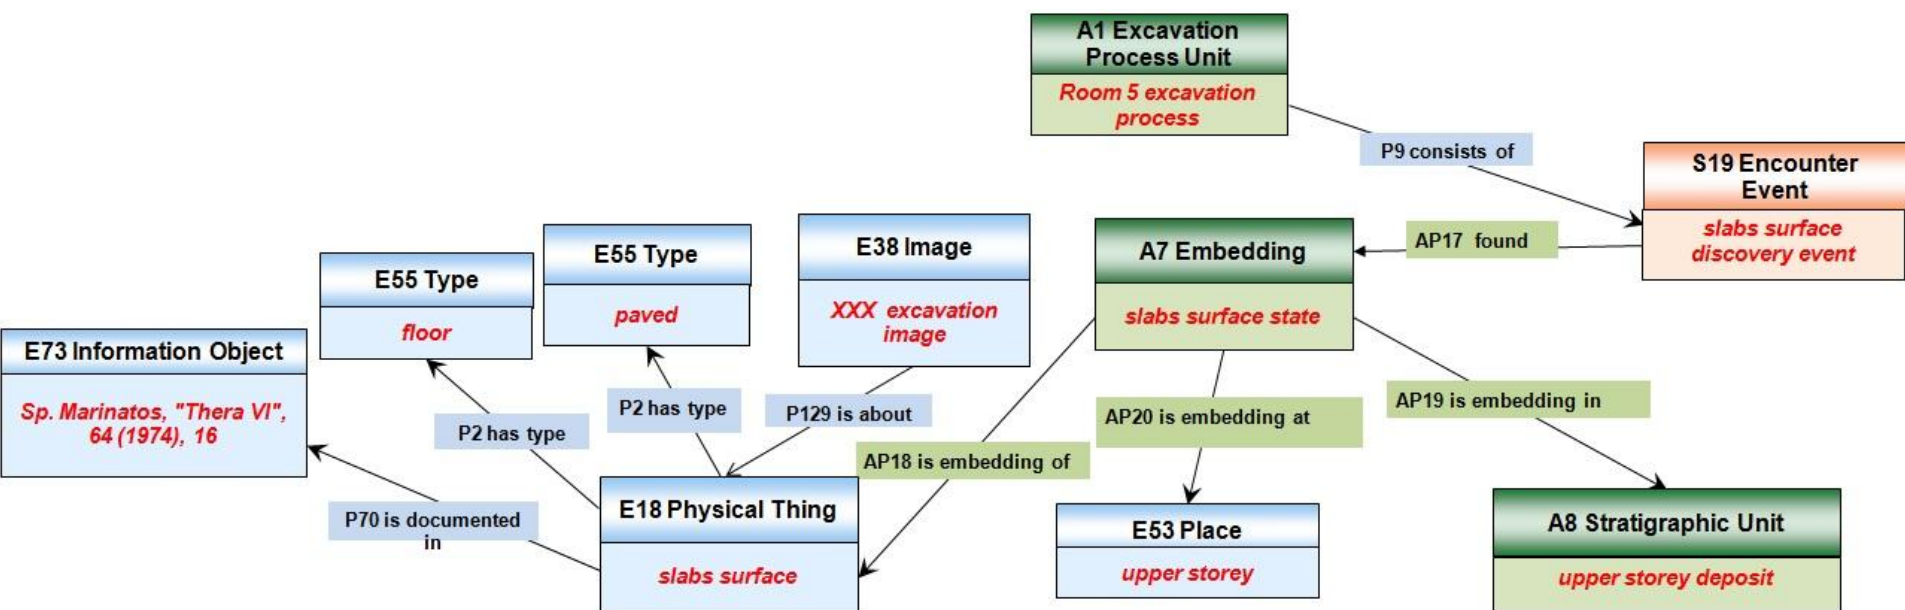 A1 Excavation
Process Unit
Room 5 excavation
process
P9 consists of
S19 Encounter
Event
slabs surface
discovery event
AP17 found
A7 Embedding
slabs surface state
E38 Image
XXX excavation
image
E55 Type
paved
E55 Type
floor
E73 Information Object
Sp. Marinatos, "Thera VI",
64 (1974), 16
P2 has type
P2 has type
P129 is about
AP18 is embedding of
AP20 is embedding at
AP19 is embedding in
P70 is documented
in
E18 Physical Thing
slabs surface
E53 Place
upper storey
A8 Stratigraphic Unit
upper storey deposit